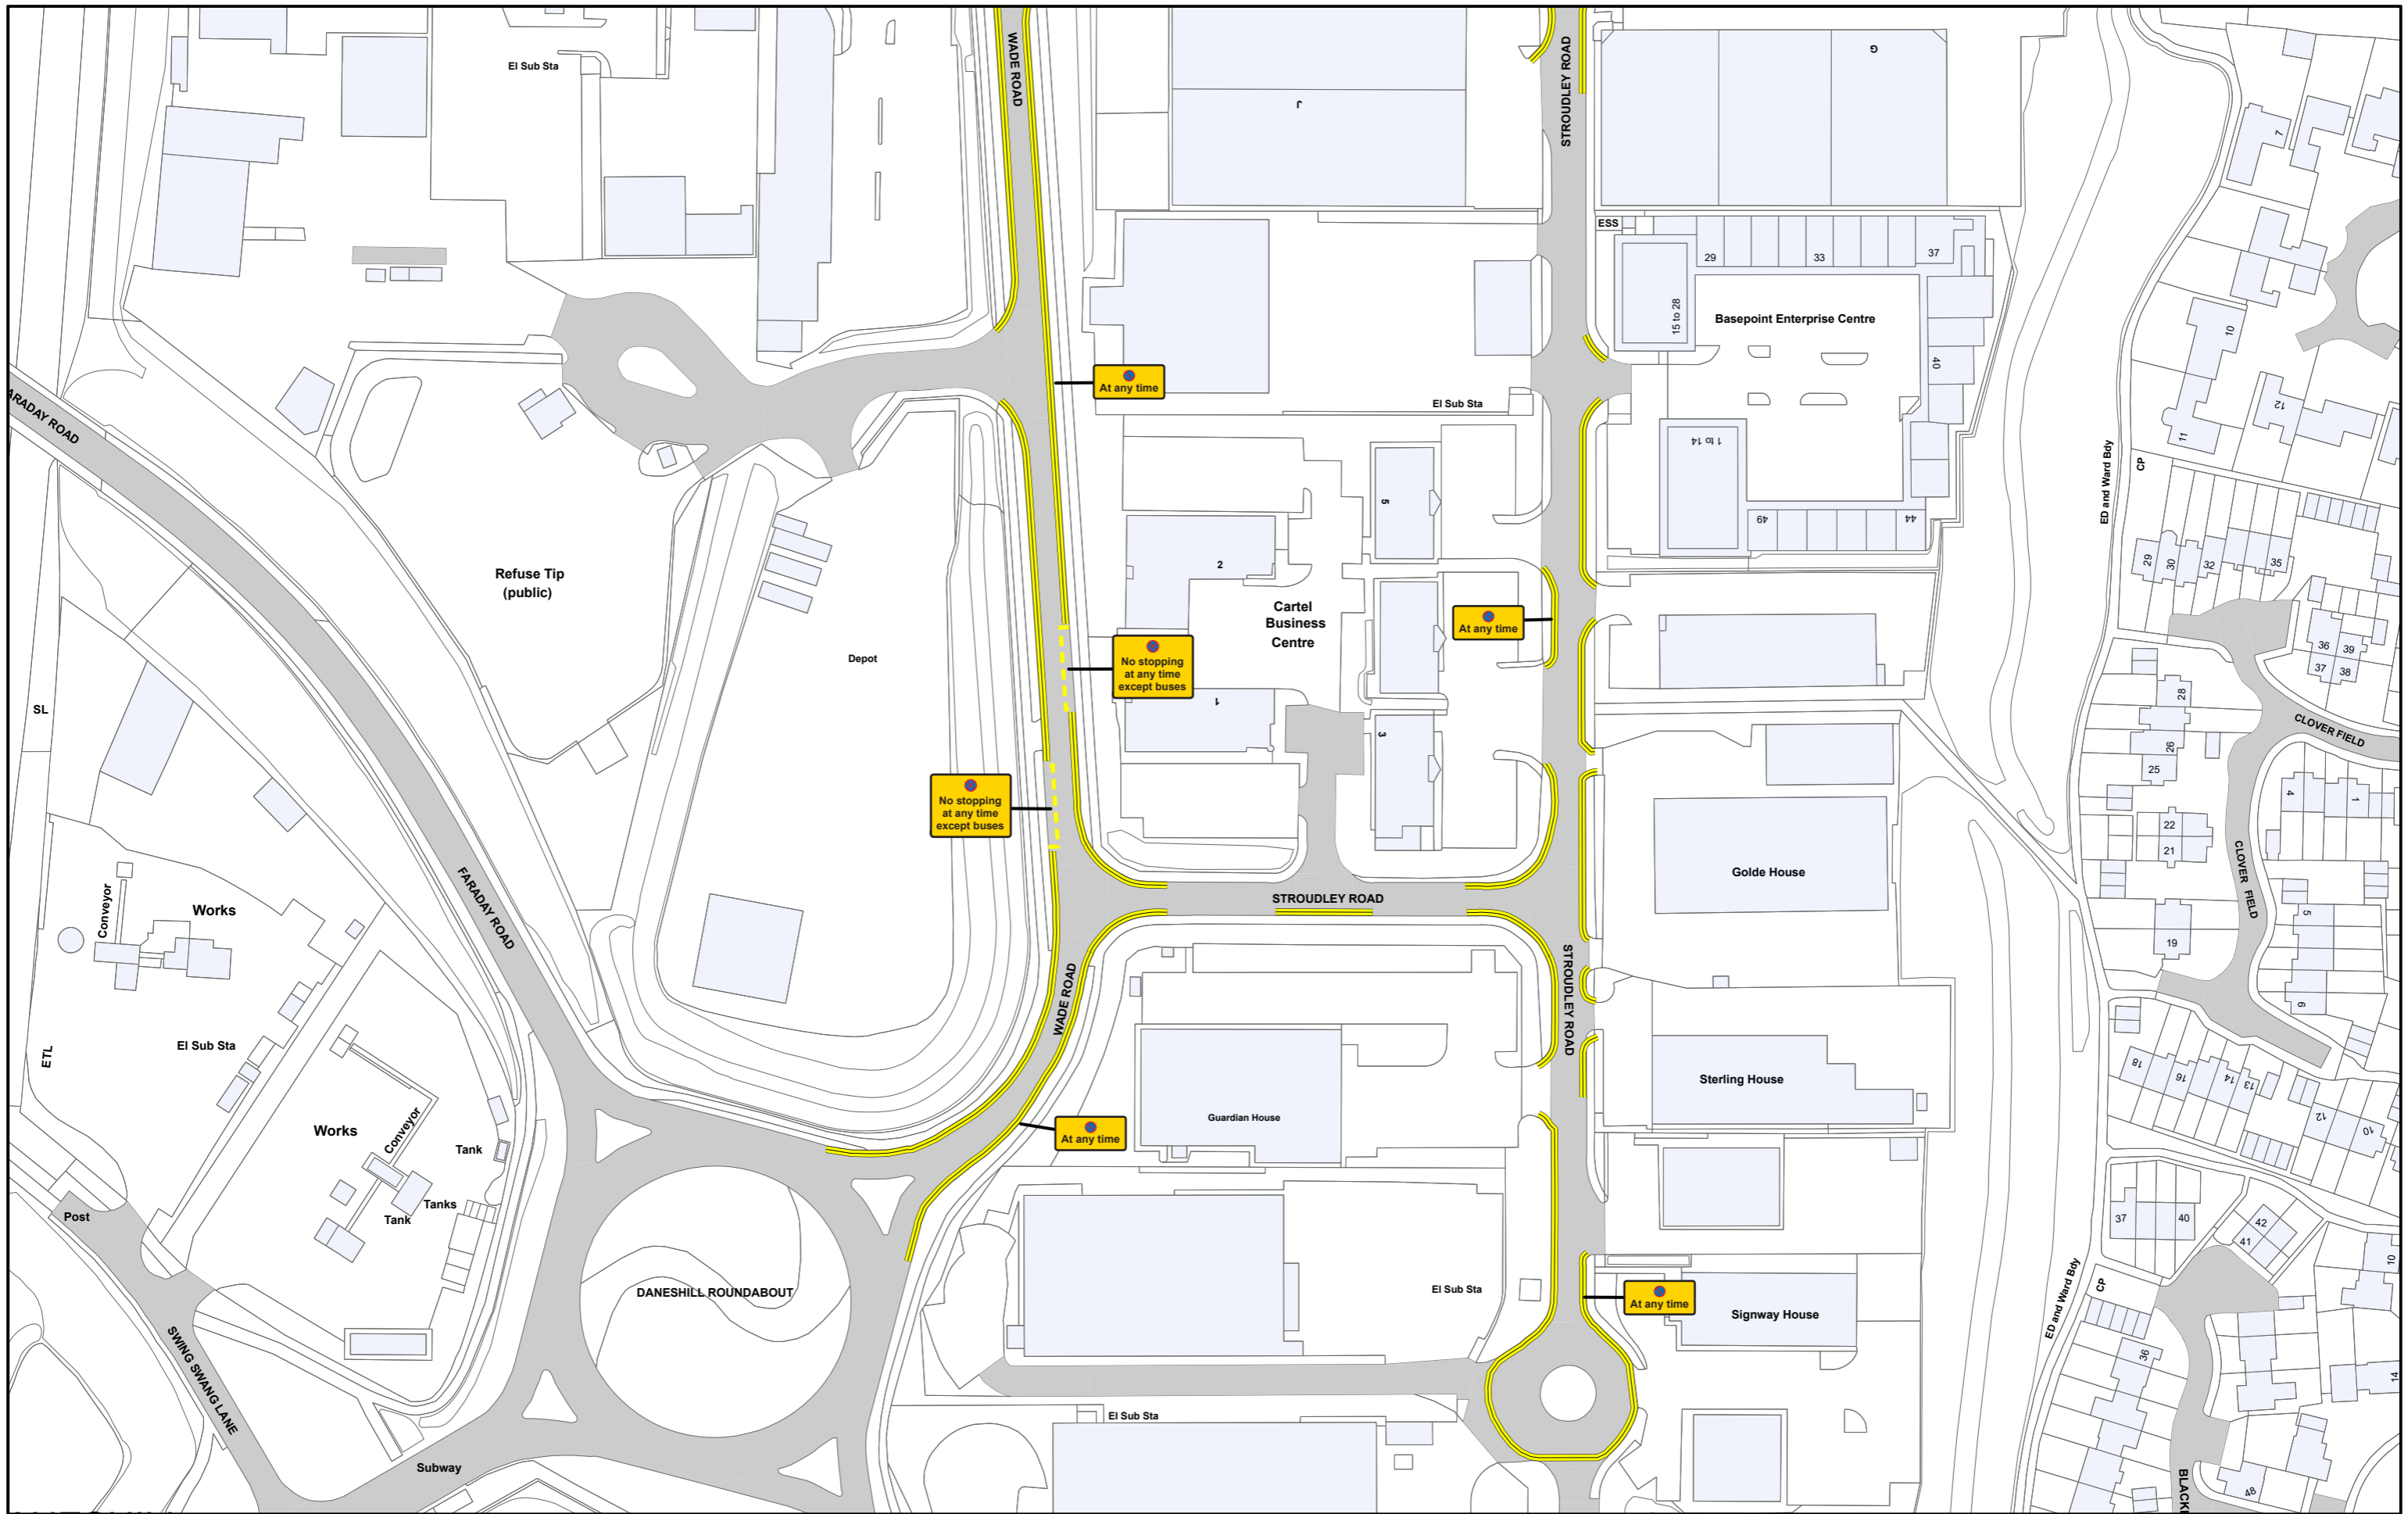 WADE ROAD
STROUDLEY ROAD
El Sub Sta
J
G
7
ESS
29
33
37
15 to 28
Basepoint Enterprise Centre
40
10
12
11
FARADAY ROAD
At any time
El Sub Sta
1 to 14
49
44
ED and Ward Bdy
CP
5
2
29
30
32
35
Refuse Tip
(public)
Cartel
Business
Centre
At any time
Depot
No stopping
at any time
except buses
1
36
39
37
38
28
SL
3
CLOVER FIELD
26
25
4
1
No stopping
at any time
except buses
22
21
Conveyor
Works
FARADAY ROAD
STROUDLEY ROAD
Golde House
CLOVER FIELD
5
19
6
WADE ROAD
STROUDLEY ROAD
ETL
El Sub Sta
Sterling House
18
16
14
13
12
10
Works
Conveyor
Tank
Guardian House
At any time
Post
Tanks
Tank
37
40
42
41
10
DANESHILL ROUNDABOUT
El Sub Sta
At any time
Signway House
ED and Ward Bdy
CP
36
14
SWING SWANG LANE
El Sub Sta
Subway
48